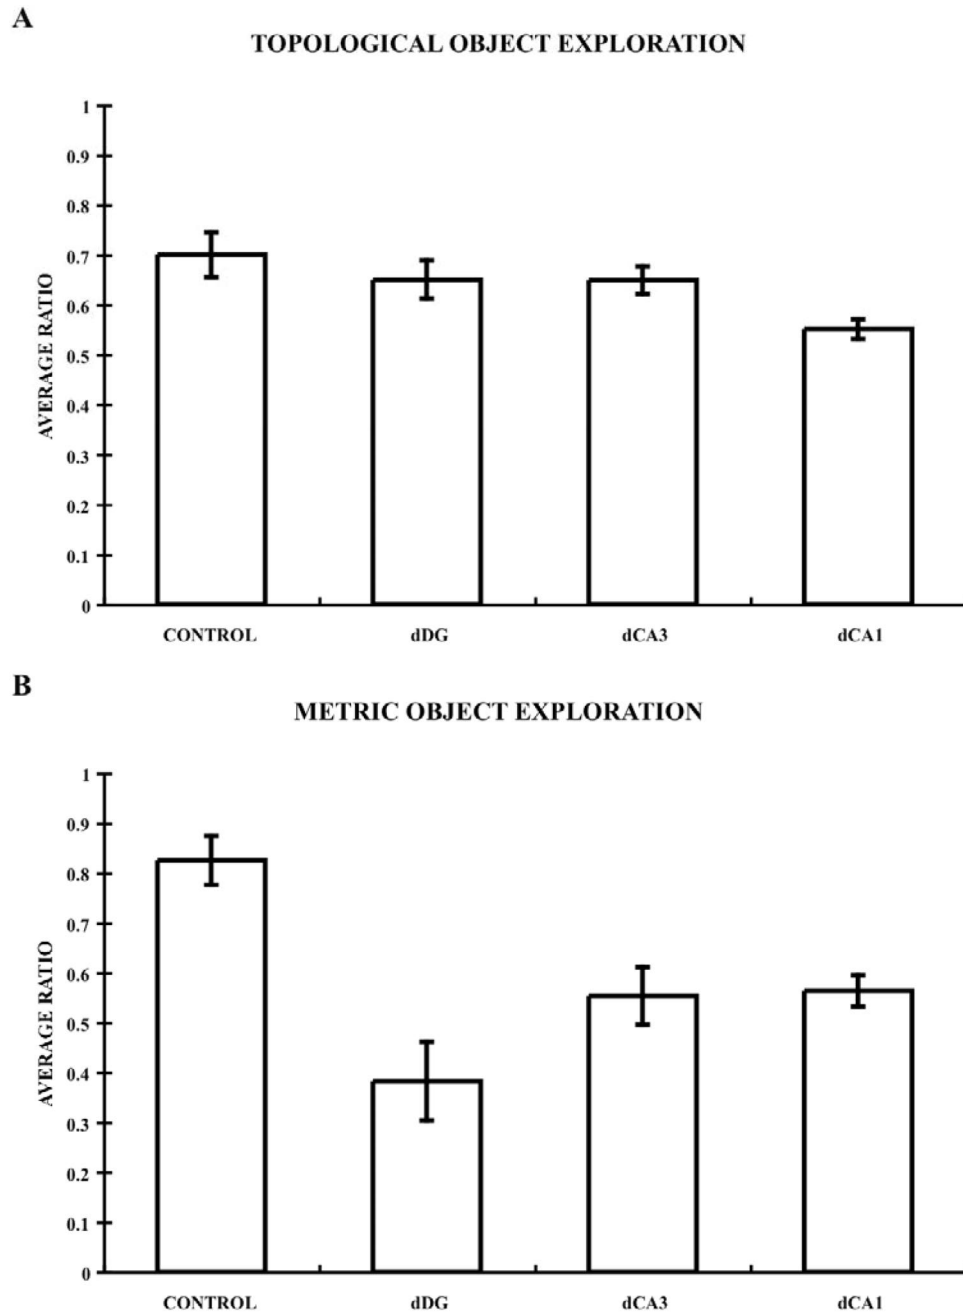 A
TOPOLOGICAL OBJECT EXPLORATION
1
0.9
0.8
0.7
0.6
0.5
0.4
0.3
0.2
0.1
0
AVERAGE RATIO
CONTROL dDG dCA3 dCA1
B
METRIC OBJECT EXPLORATION
1
0.9
0.8
0.7
0.6
0.5
0.4
0.3
0.2
0.1
0
AVERAGE RATIO
CONTROL dDG dCA3 dCA1